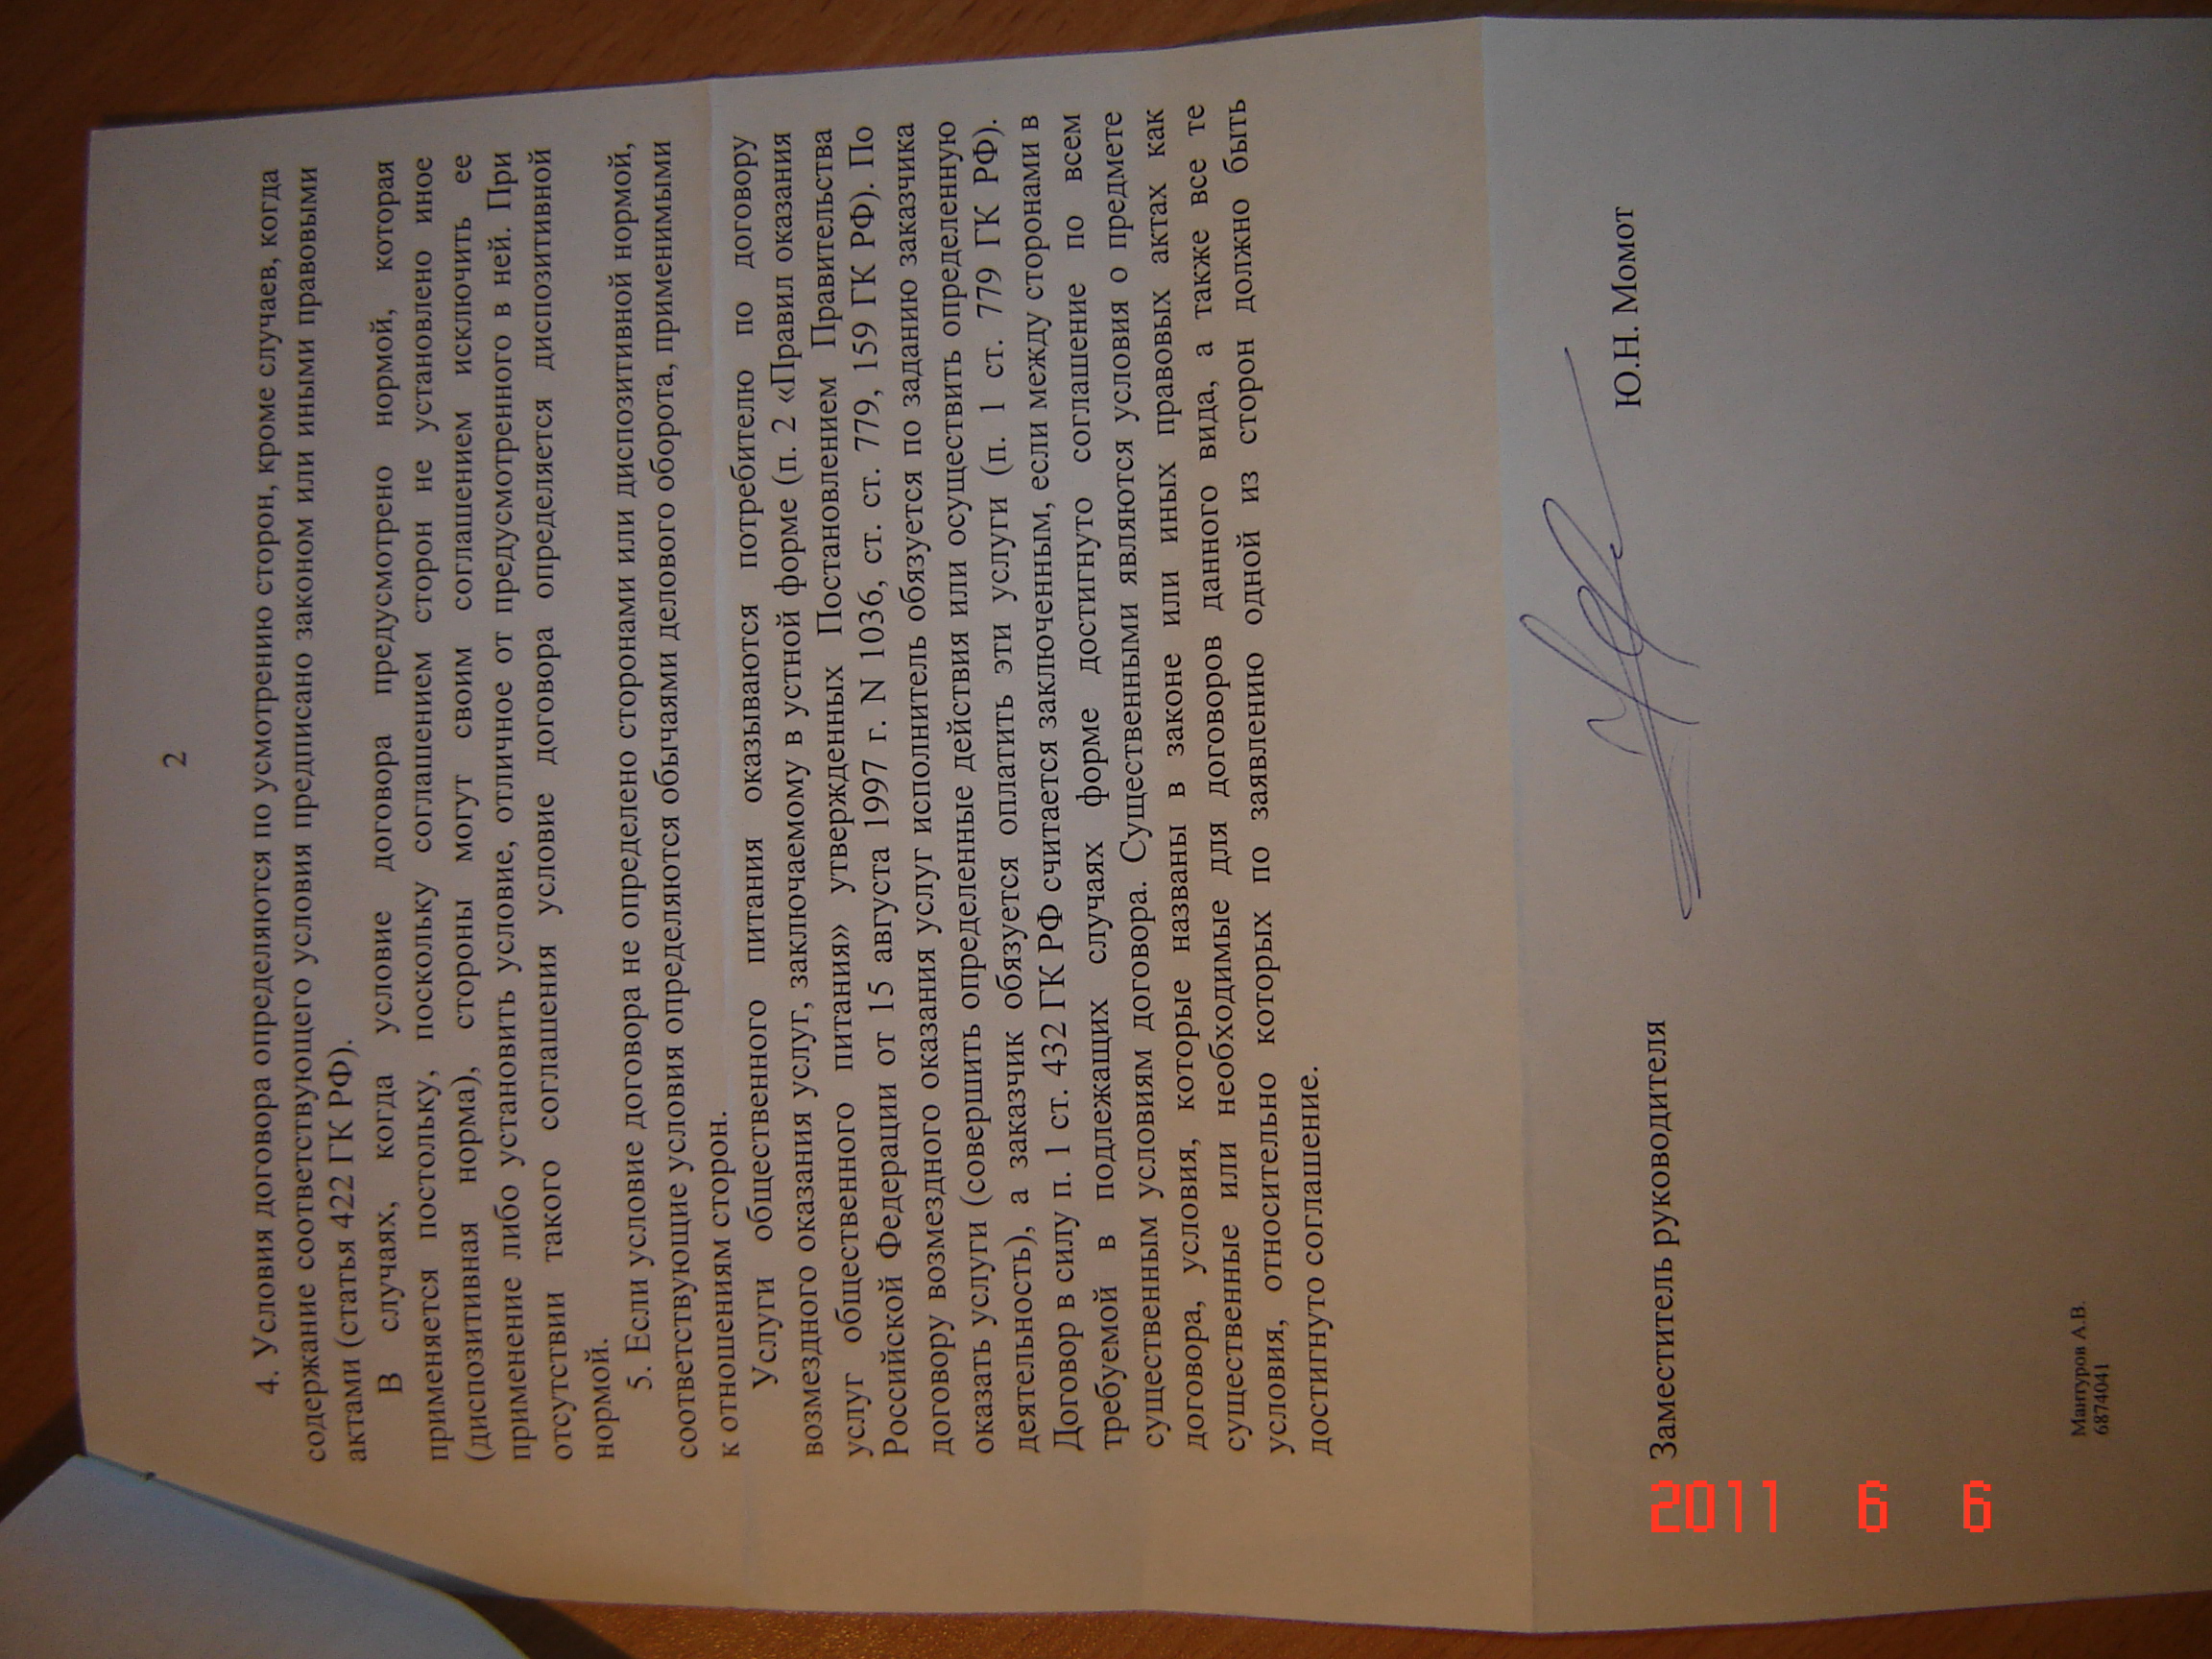 2
4. Условия договора определяются по усмотрению сторон, кроме случаев, когда
содержание соответствующего условия предписано законом или иными правовыми
актами (статья 422 ГК РФ).
В случаях, когда условие договора предусмотрено нормой, которая
применяется постольку, поскольку соглашением сторон не установлено иное
(диспозитивная норма), стороны могут своим соглашением исключить ее
применение либо установить условие, отличное от предусмотренного в ней. При
отсутствии такого соглашения условие договора определяется диспозитивной
нормой.
5. Если условие договора не определено сторонами или диспозитивной нормой,
соответствующие условия определяются обычаями делового оборота, применимыми
к отношениям сторон.
Услуги общественного питания оказываются потребителю по договору
возмездного оказания услуг, заключаемому в устной форме (п. 2 «Правил оказания
услуг общественного питания» утвержденных Постановлением Правительства
Российской Федерации от 15 августа 1997 г. N 1036, ст. ст. 779, 159 ГК РФ). По
договору возмездного оказания услуг исполнитель обязуется по заданию заказчика
оказать услуги (совершить определенные действия или осуществить определенную
деятельность), а заказчик обязуется оплатить эти услуги (п. 1 ст. 779 ГК РФ).
Договор в силу п. 1 ст. 432 ГК РФ считается заключенным, если между сторонами в
требуемой в подлежащих случаях форме достигнуто соглашение по всем
существенным условиям договора. Существенными являются условия о предмете
договора, условия, которые названы в законе или иных правовых актах как
существенные или необходимые для договоров данного вида, а также все те
условия, относительно которых по заявлению одной из сторон должно быть
достигнуто соглашение.
Заместитель руководителя Ю.Н. Момот
Мантуров А.В.
6874041
2011 6 6